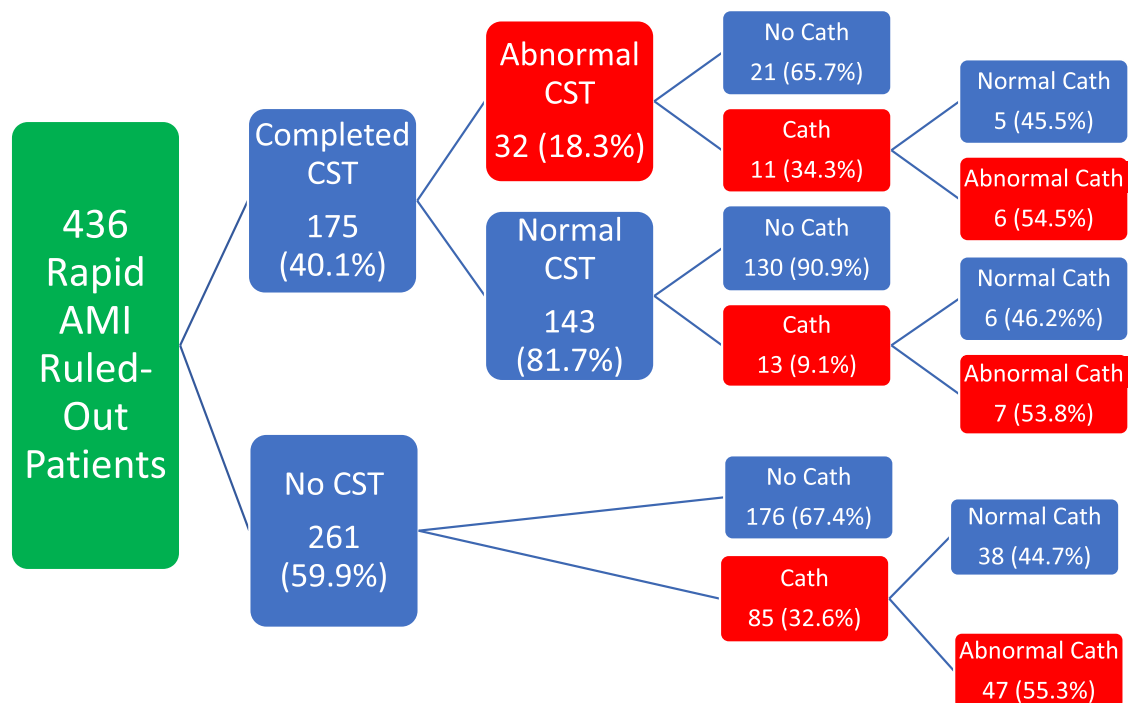 436
Rapid
AMI
Ruled-
Out
Patients
Completed
CST
175
(40.1%)
No CST
261
(59.9%)
Abnormal
CST
32 (18.3%)
Normal
CST
143
(81.7%)
No Cath
21 (65.7%)
Cath
11 (34.3%)
No Cath
130 (90.9%)
Cath
13 (9.1%)
No Cath
176 (67.4%)
Cath
85 (32.6%)
Normal Cath
5 (45.5%)
Abnormal Cath
6 (54.5%)
Normal Cath
6 (46.2%%)
Abnormal Cath
7 (53.8%)
Normal Cath
38 (44.7%)
Abnormal Cath
47 (55.3%)